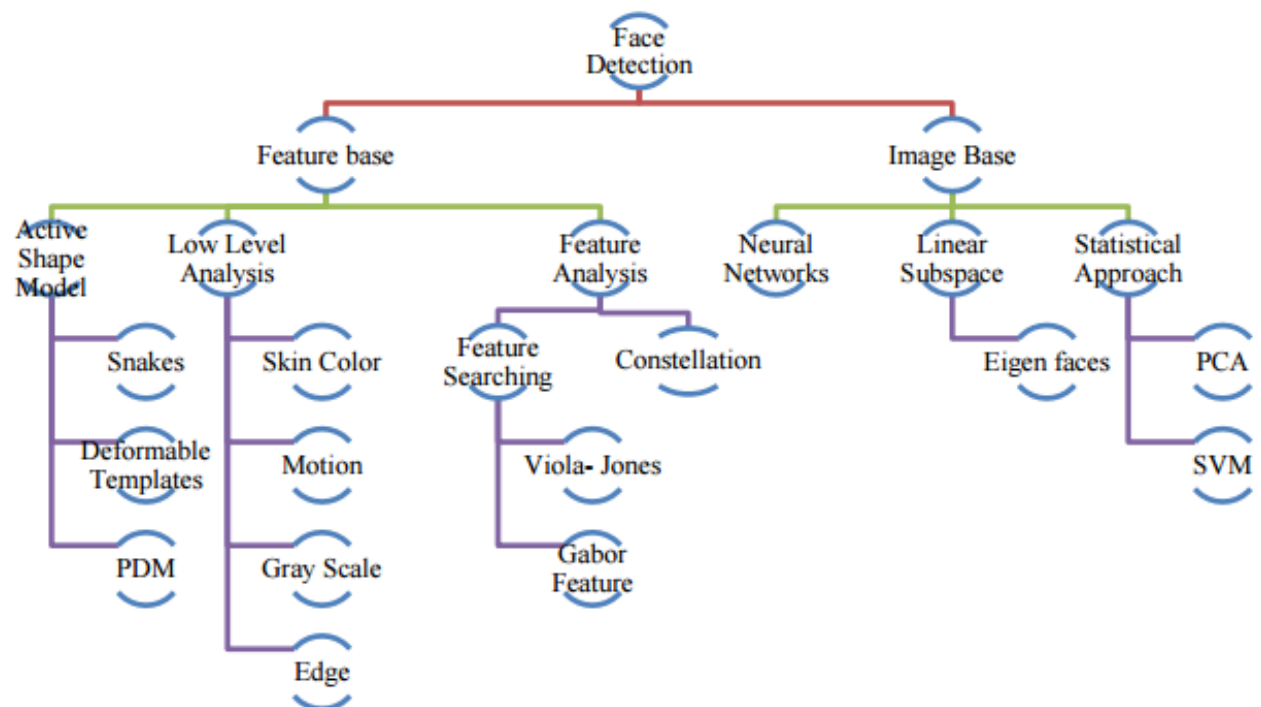 Face
Detection
Feature base
Image Base
Active
Shape
Model
Low Level
Analysis
Feature
Analysis
Neural
Networks
Linear
Subspace
Statistical
Approach
Snakes
Skin Color
Feature
Searching
Constellation
Eigen faces
PCA
Deformable
Templates
Motion
Viola- Jones
SVM
PDM
Gray Scale
Gabor
Feature
Edge